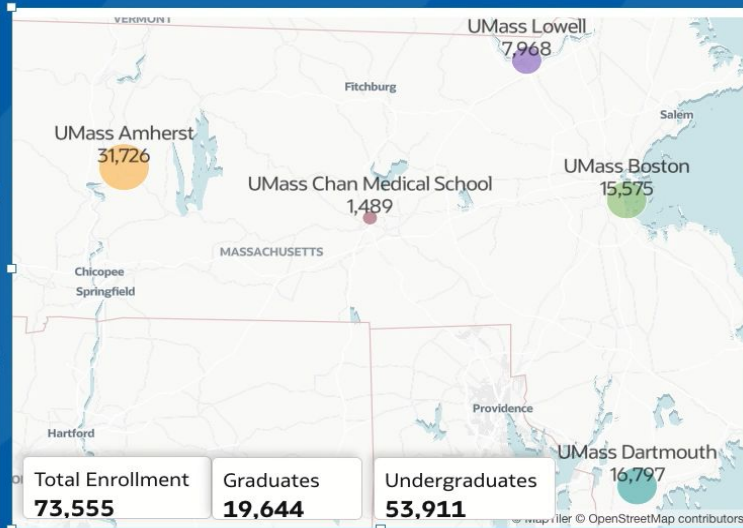 VERMONT
UMass Lowell
7,968
Fitchburg
Salem
UMass Amherst
31,726
UMass Boston
15,575
UMass Chan Medical School
1,489
MASSACHUSETTS
Chicopee
Springfield
Providence
Hartford
UMass Dartmouth
16,797
Total Enrollment
73,555
Graduates
19,644
Undergraduates
53,911
© MapTiler © OpenStreetMap contributors